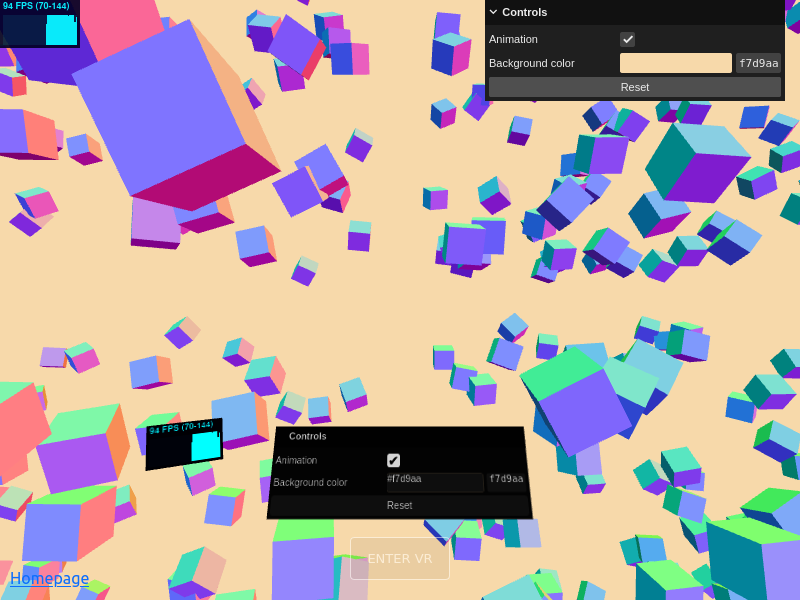 94 FPS (70-144)
Controls
Animation
Background color f7d9aa
Reset
94 FPS (70-144)
Controls
Animation
Background color #f7d9aa f7d9aa
Reset
ENTER VR
Homepage